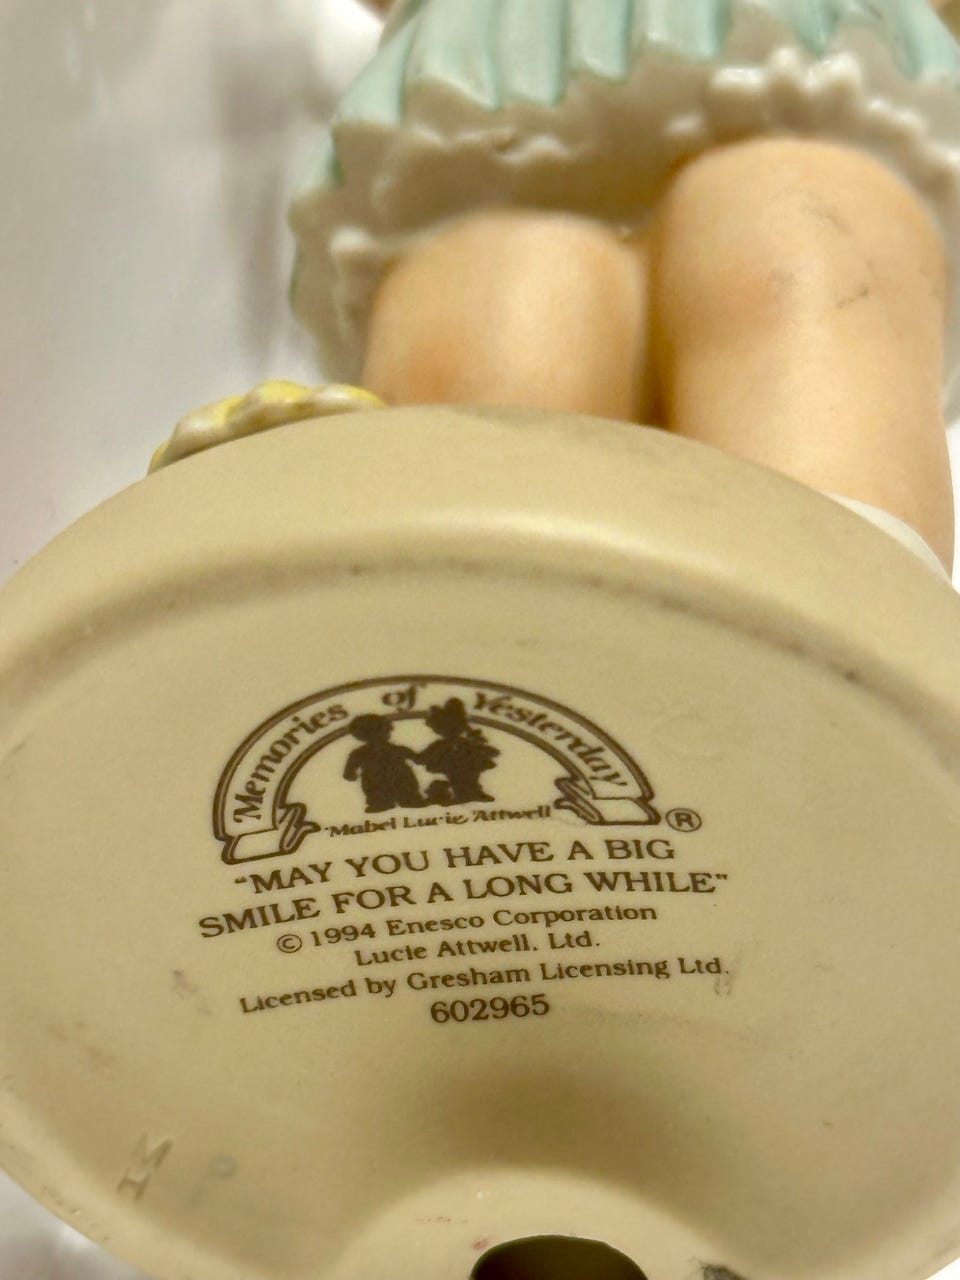 Memories of Yesterday
Mabel Lucie Attwell
®
"MAY YOU HAVE A BIG
SMILE FOR A LONG WHILE"
© 1994 Enesco Corporation
Lucie Attwell, Ltd.
Licensed by Gresham Licensing Ltd.
602965